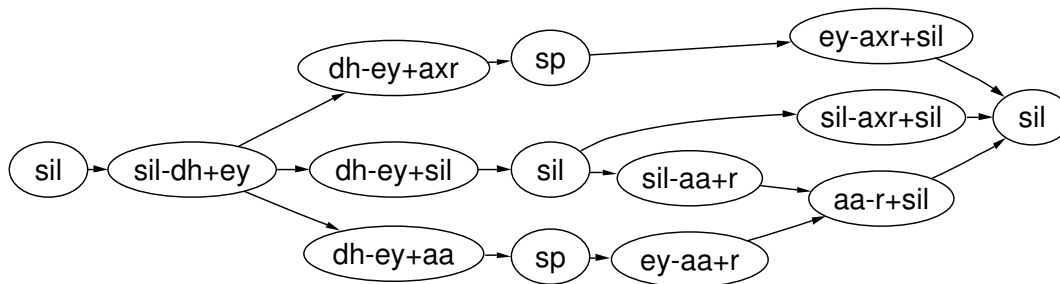 sil
sil-dh+ey
dh-ey+axr
sp
ey-axr+sil
dh-ey+sil
sil
sil-axr+sil
sil-aa+r
aa-r+sil
dh-ey+aa
sp
ey-aa+r
sil